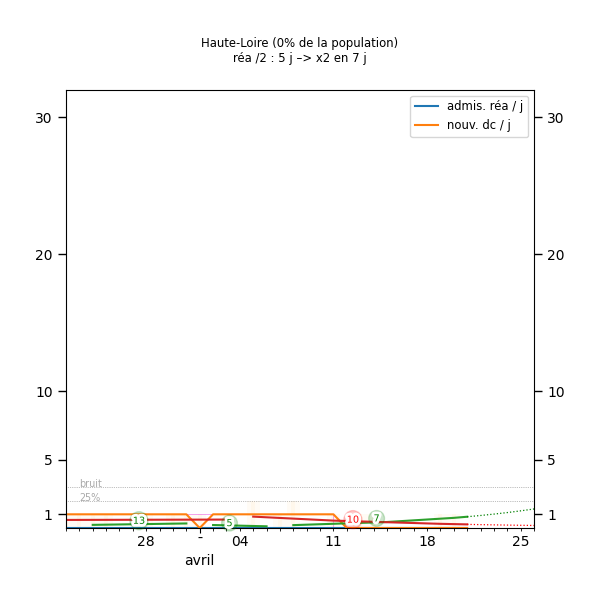 Haute-Loire (0% de la population)
réa /2 : 5 j –> x2 en 7 j
admis. réa / j
nouv. dc / j
30 30
20 20
10 10
5 5
bruit
25%
1 1
13 5 10 7
28 - 04 11 18 25
avril